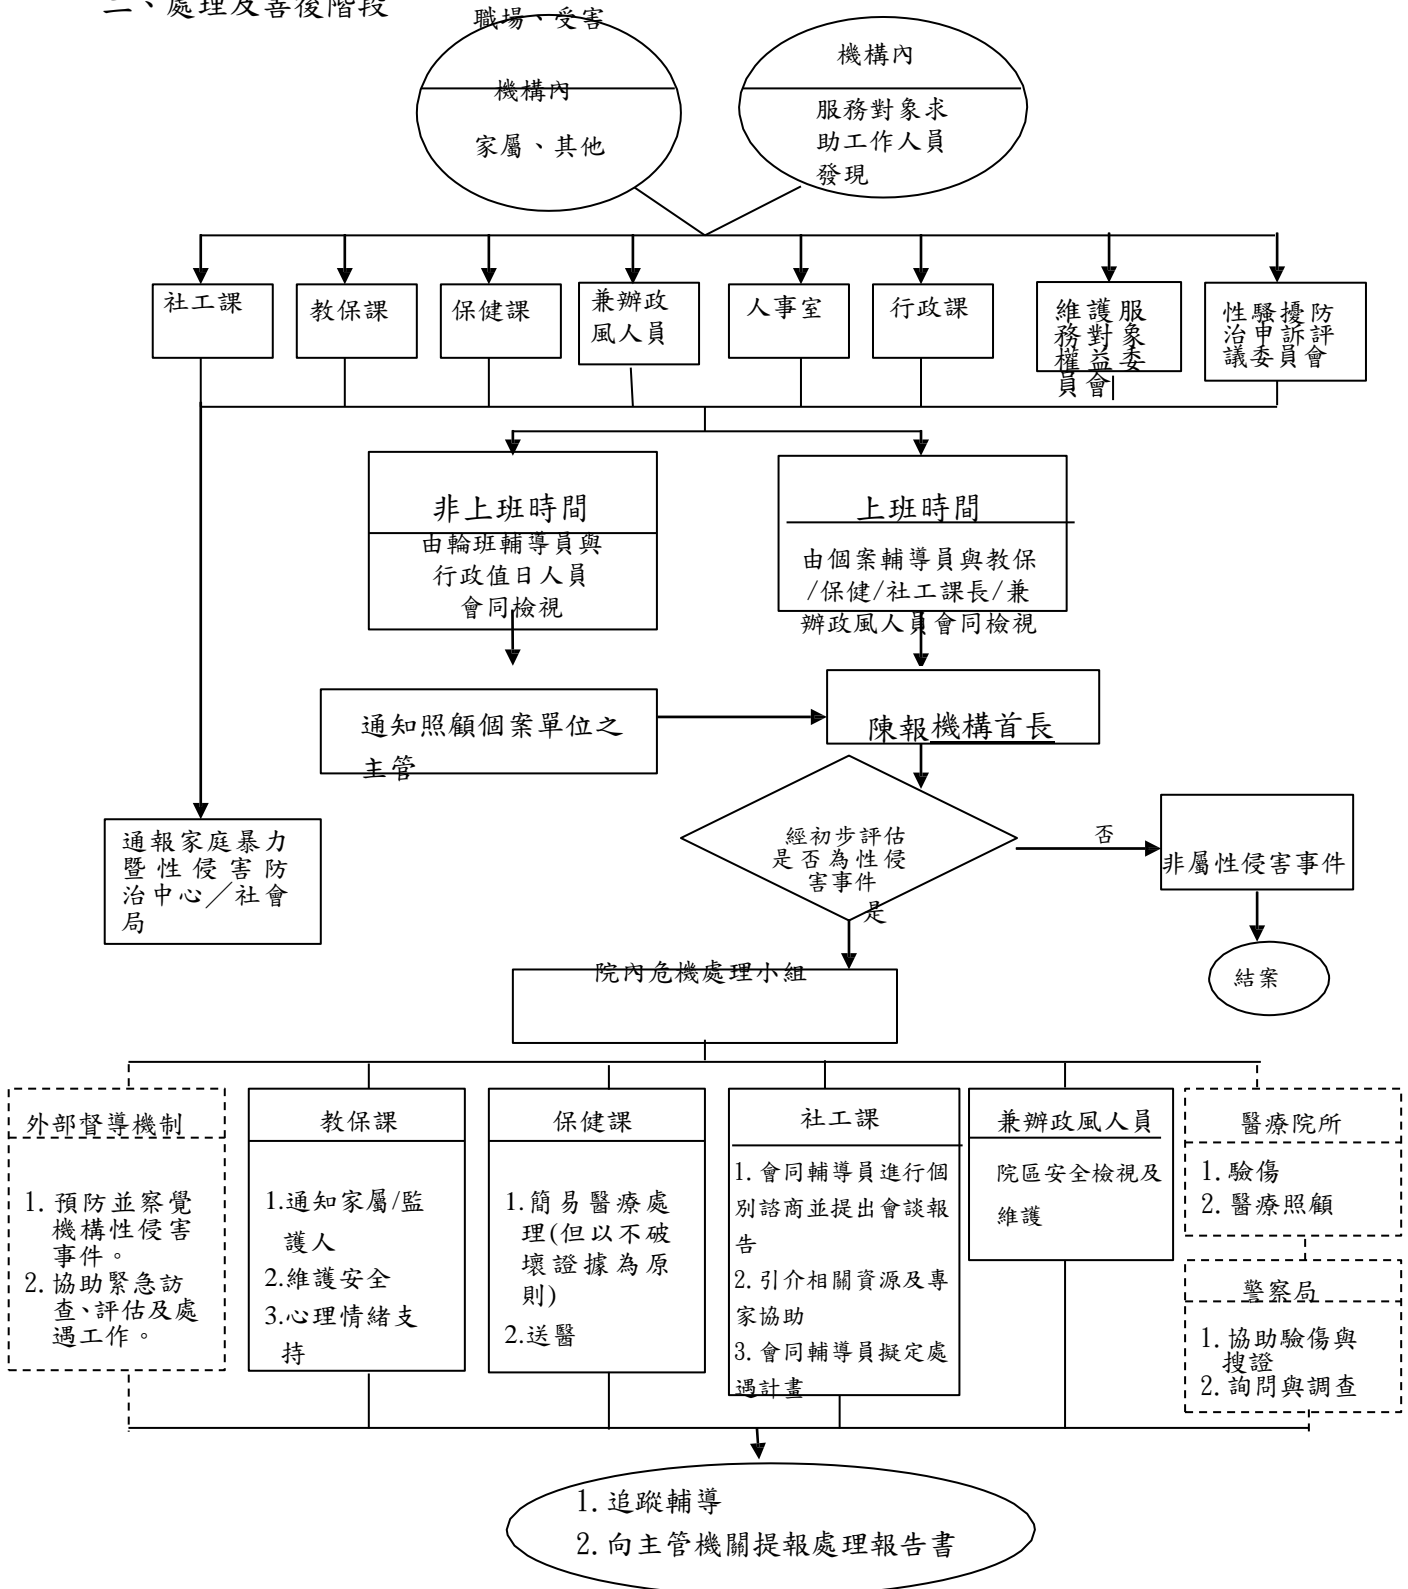 二、處理及善後階段
職場、受害
機構內
家屬、其他
機構內
服務對象求
助工作人員
發現
社工課
教保課
保健課
兼辦政
風人員
人事室
行政課
維護服
務對象
權益委
員會
性騷擾防
治申訴評
議委員會
非上班時間
由輪班輔導員與
行政值日人員
會同檢視
上班時間
由個案輔導員與教保
/保健/社工課長/兼
辦政風人員會同檢視
通知照顧個案單位之
主管
陳報機構首長
通報家庭暴力
暨性侵害防
治中心／社會
局
經初步評估
是否為性侵
害事件
是
否
非屬性侵害事件
結案
院內危機處理小組
外部督導機制
1. 預防並察覺
機構性侵害
事件。
2. 協助緊急訪
查、評估及處
遇工作。
教保課
1.通知家屬/監
護人
2.維護安全
3.心理情緒支
持
保健課
1.簡易醫療處
理(但以不破
壞證據為原
則)
2.送醫
社工課
1. 會同輔導員進行個
別諮商並提出會談報
告
2. 引介相關資源及專
家協助
3. 會同輔導員擬定處
遇計畫
兼辦政風人員
院區安全檢視及
維護
醫療院所
1. 驗傷
2. 醫療照顧
警察局
1. 協助驗傷與
搜證
2. 詢問與調查
1. 追蹤輔導
2. 向主管機關提報處理報告書